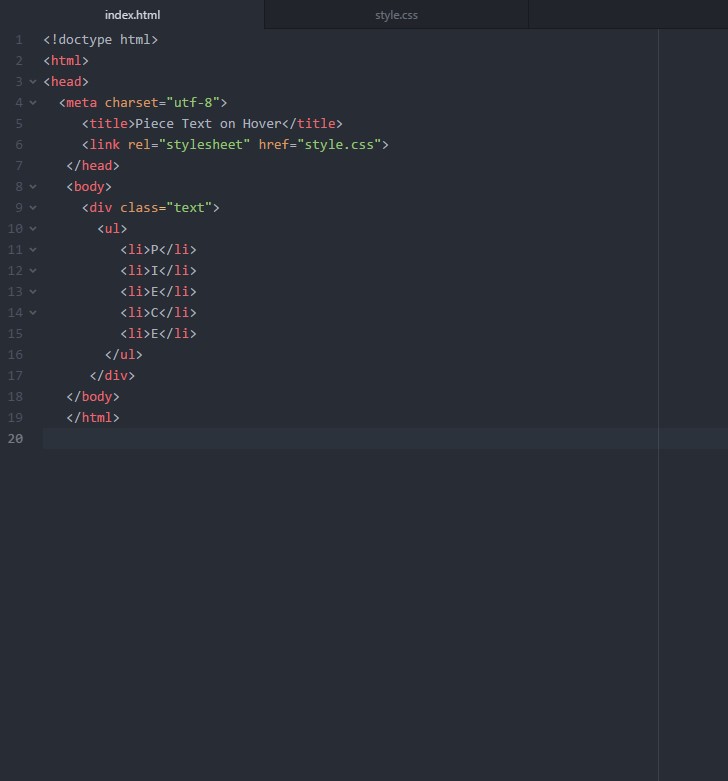 index.html style.css
1 <!doctype html>
2 <html>
3 <head>
4 <meta charset="utf-8">
5 <title>Piece Text on Hover</title>
6 <link rel="stylesheet" href="style.css">
7 </head>
8 <body>
9 <div class="text">
10 <ul>
11 <li>P</li>
12 <li>I</li>
13 <li>E</li>
14 <li>C</li>
15 <li>E</li>
16 </ul>
17 </div>
18 </body>
19 </html>
20